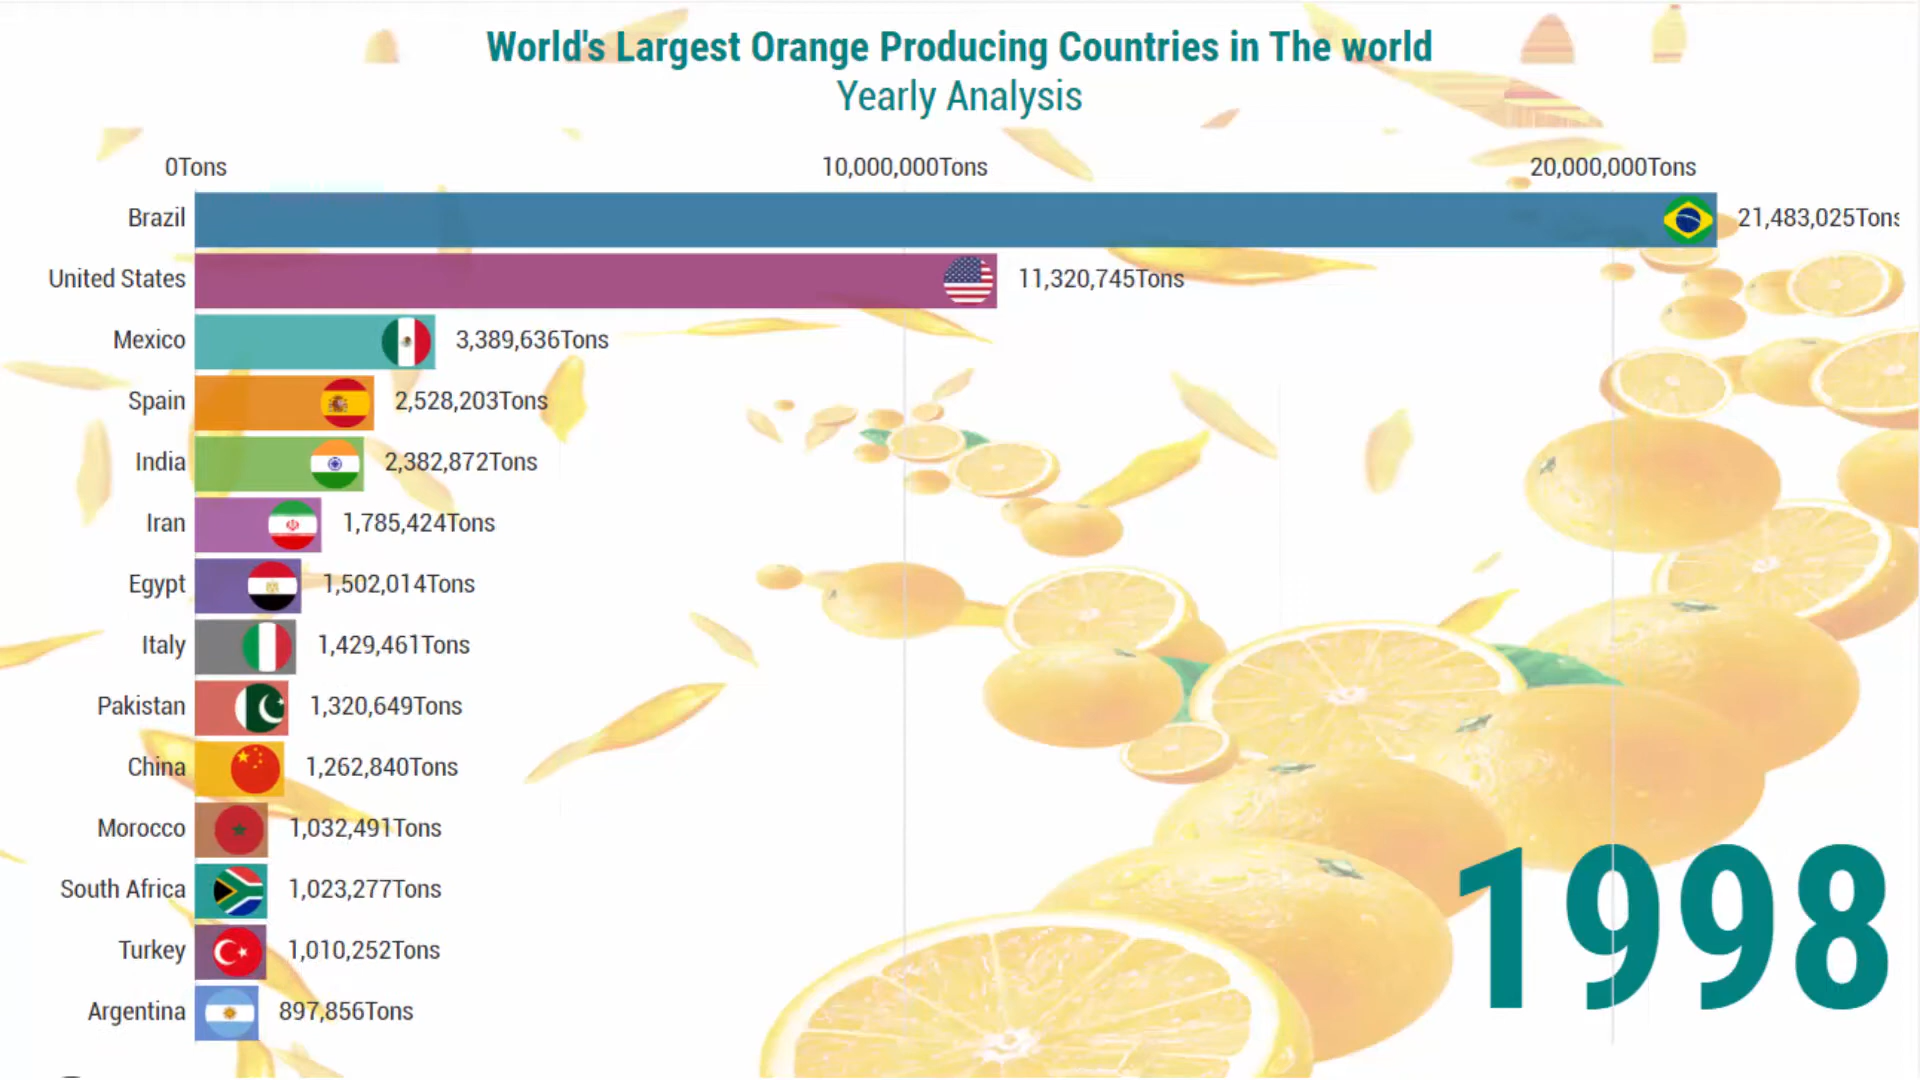 World's Largest Orange Producing Countries in The world
Yearly Analysis
0Tons 10,000,000Tons 20,000,000Tons
Brazil 21,483,025Tons
United States 11,320,745Tons
Mexico 3,389,636Tons
Spain 2,528,203Tons
India 2,382,872Tons
Iran 1,785,424Tons
Egypt 1,502,014Tons
Italy 1,429,461Tons
Pakistan 1,320,649Tons
China 1,262,840Tons
Morocco 1,032,491Tons
South Africa 1,023,277Tons
Turkey 1,010,252Tons
Argentina 897,856Tons
1998